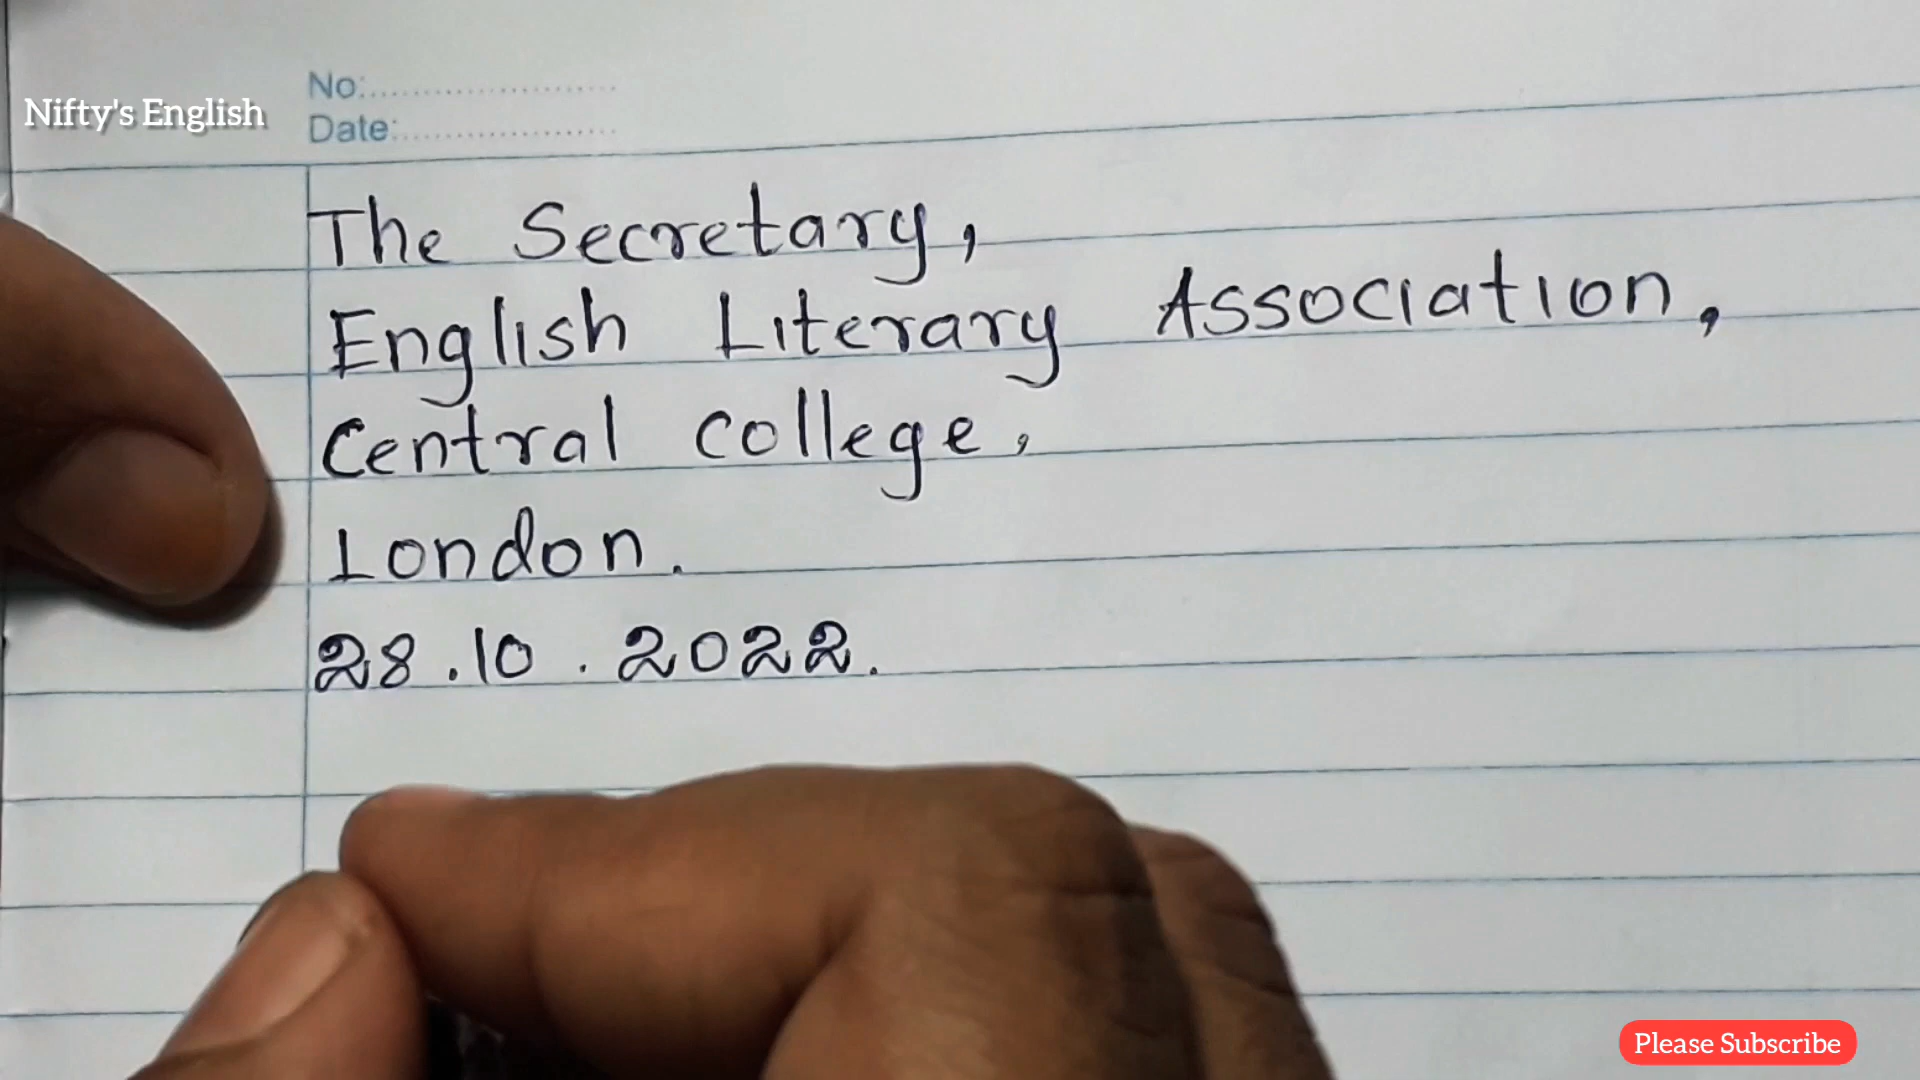 Nifty's English
No:........................
Date:......................
The Secretary,
English Literary Association,
Central College,
London.
28.10.2022.
Please Subscribe